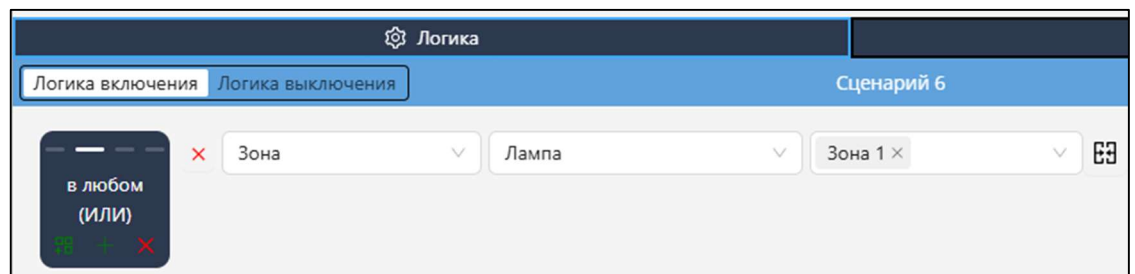 Логика
Логика включения Логика выключения Сценарий 6
Зона Лампа Зона 1 ×
в любом
(ИЛИ)